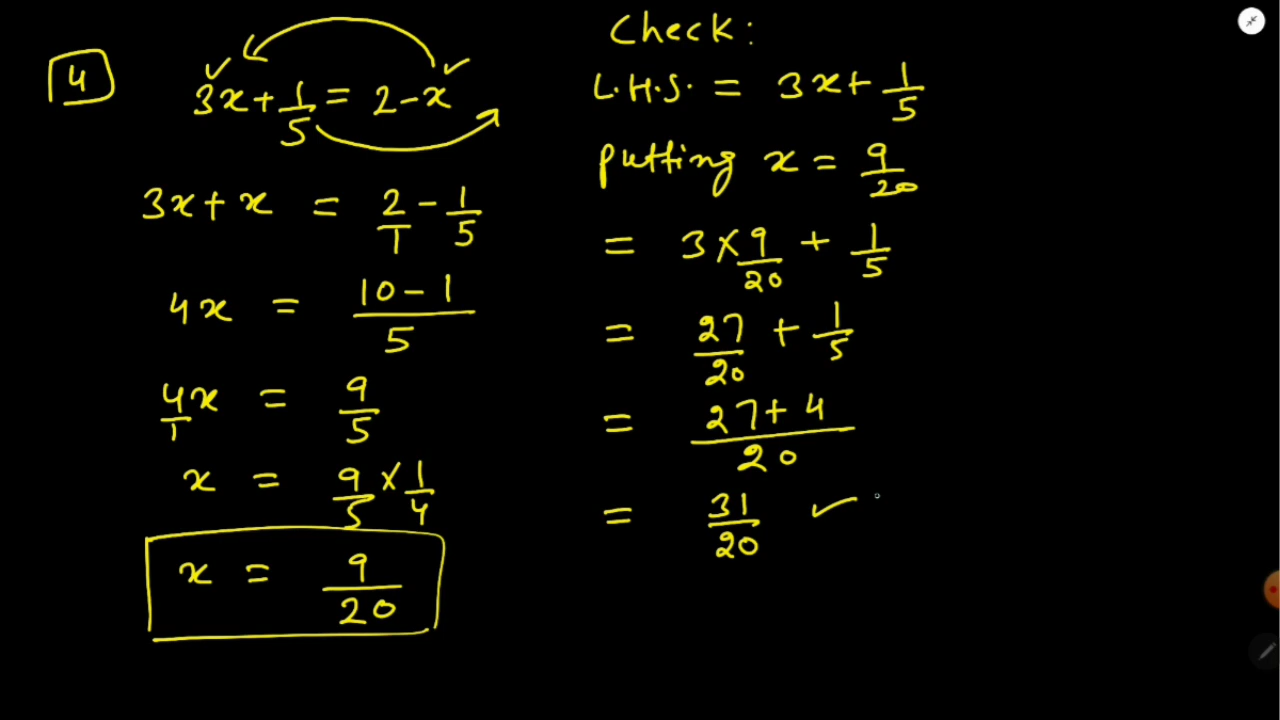 4
3x + 1/5 = 2 - x
3x + x = 2/1 - 1/5
4x = (10 - 1)/5
4/1 x = 9/5
x = 9/5 × 1/4
x = 9/20
Check:
L.H.S. = 3x + 1/5
putting x = 9/20
= 3 × 9/20 + 1/5
= 27/20 + 1/5
= (27 + 4)/20
= 31/20 ✓